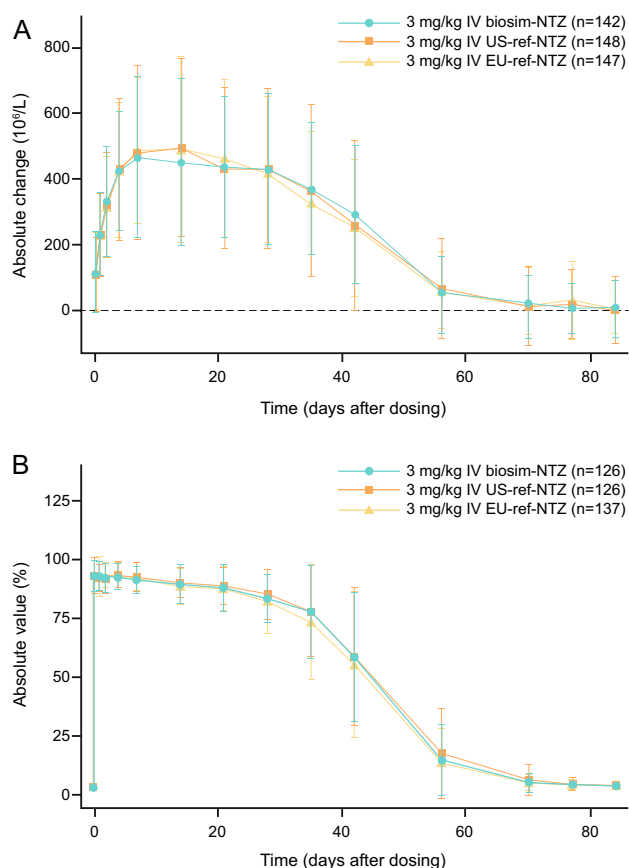 A
3 mg/kg IV biosim-NTZ (n=142)
3 mg/kg IV US-ref-NTZ (n=148)
3 mg/kg IV EU-ref-NTZ (n=147)
Absolute change (10⁶/L)
800
600
400
200
0
0 20 40 60 80
Time (days after dosing)
B
3 mg/kg IV biosim-NTZ (n=126)
3 mg/kg IV US-ref-NTZ (n=126)
3 mg/kg IV EU-ref-NTZ (n=137)
Absolute value (%)
125
100
75
50
25
0
0 20 40 60 80
Time (days after dosing)